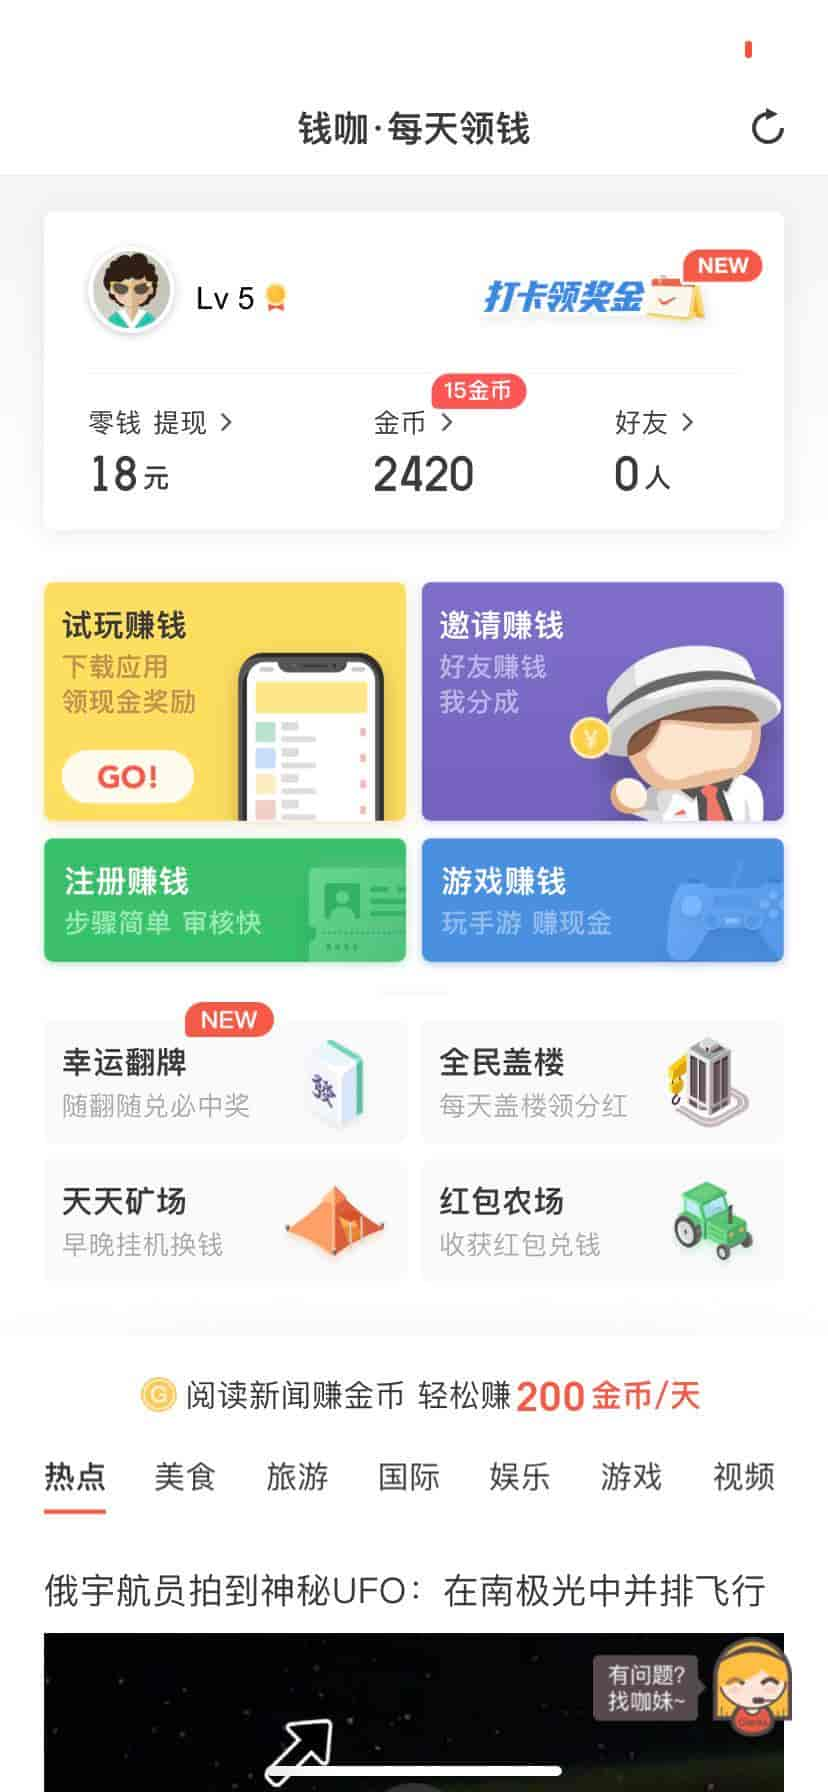 钱咖·每天领钱
Lv 5
打卡领奖金
NEW
15金币
零钱 提现
金币
好友
18元
2420
0人
试玩赚钱
下载应用
领现金奖励
GO!
邀请赚钱
好友赚钱
我分成
¥
注册赚钱
步骤简单 审核快
游戏赚钱
玩手游 赚现金
NEW
幸运翻牌
随翻随兑必中奖
發
全民盖楼
每天盖楼领分红
天天矿场
早晚挂机换钱
红包农场
收获红包兑钱
G 阅读新闻赚金币 轻松赚200金币/天
热点 美食 旅游 国际 娱乐 游戏 视频
俄宇航员拍到神秘UFO：在南极光中并排飞行
有问题?
找咖妹~